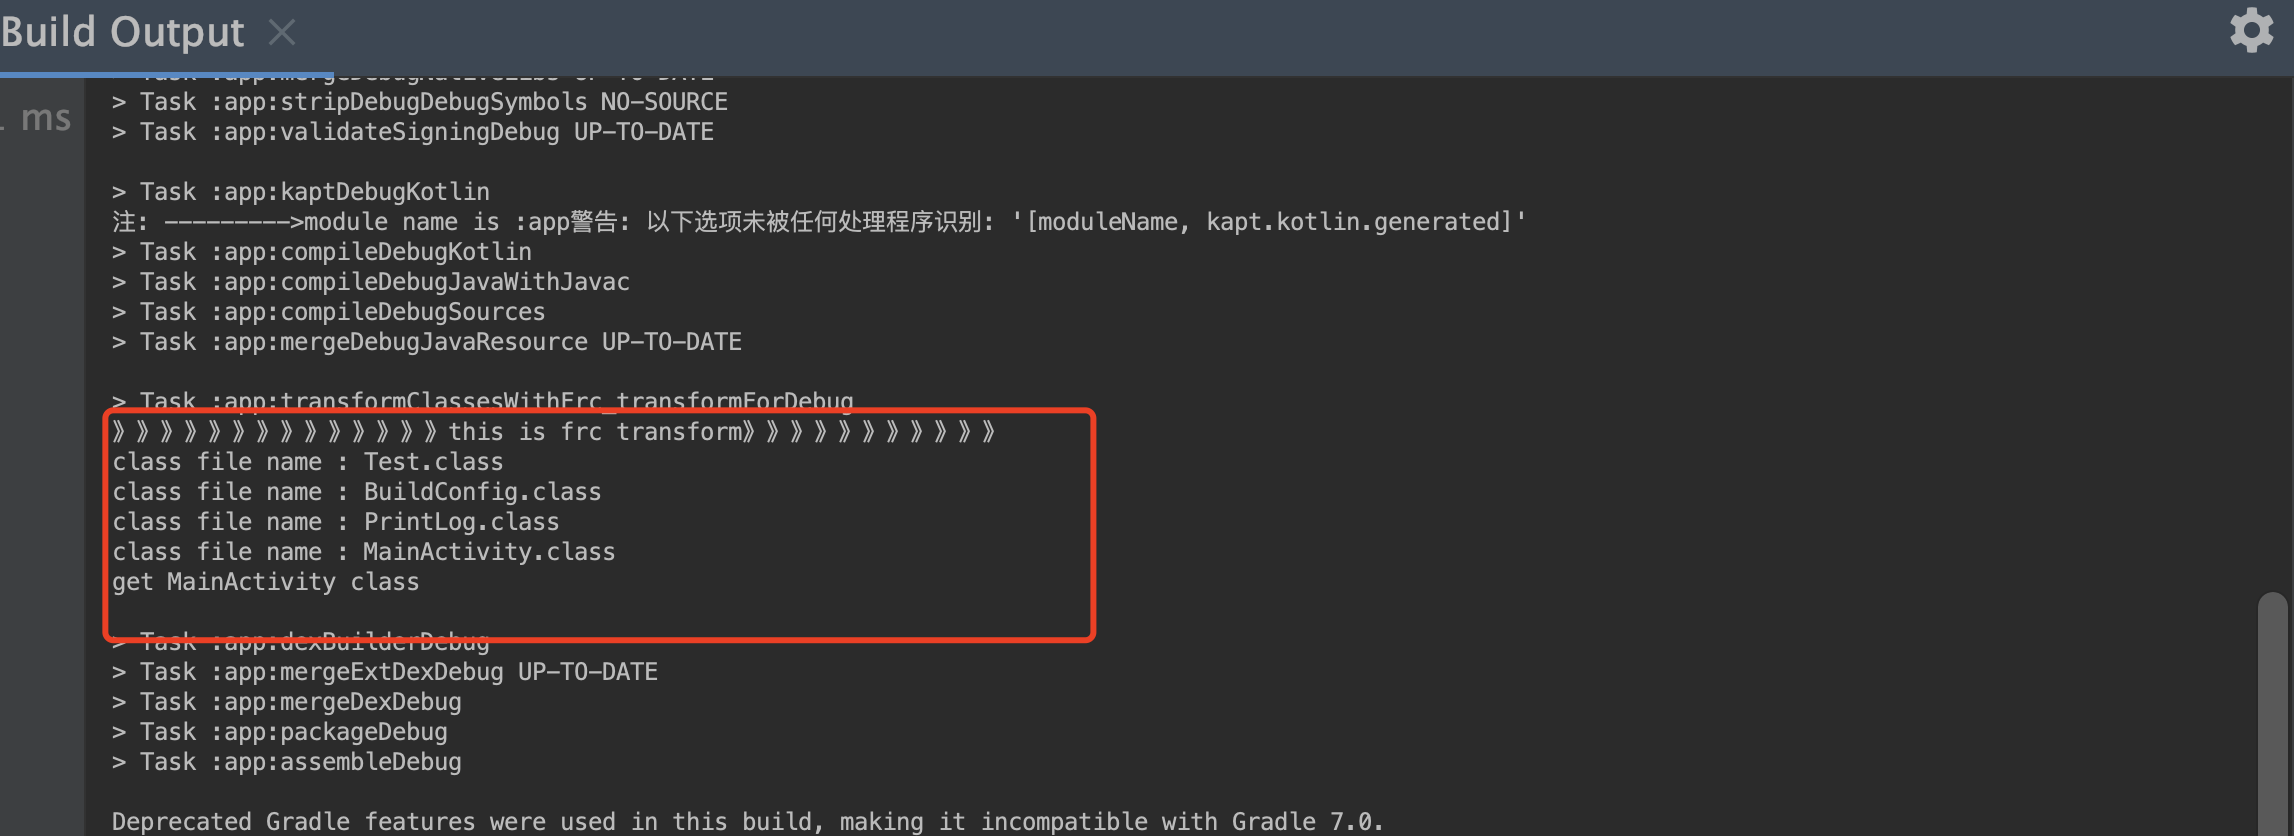 Build Output
ms
> Task :app:mergeDebugNativeLibs UP-TO-DATE
> Task :app:stripDebugDebugSymbols NO-SOURCE
> Task :app:validateSigningDebug UP-TO-DATE
> Task :app:kaptDebugKotlin
注: --------->module name is :app警告: 以下选项未被任何处理程序识别: '[moduleName, kapt.kotlin.generated]'
> Task :app:compileDebugKotlin
> Task :app:compileDebugJavaWithJavac
> Task :app:compileDebugSources
> Task :app:mergeDebugJavaResource UP-TO-DATE
> Task :app:transformClassesWithFrc_transformForDebug
》》》》》》》》》》》》》》this is frc transform》》》》》》》》》》》
class file name : Test.class
class file name : BuildConfig.class
class file name : PrintLog.class
class file name : MainActivity.class
get MainActivity class
> Task :app:dexBuilderDebug
> Task :app:mergeExtDexDebug UP-TO-DATE
> Task :app:mergeDexDebug
> Task :app:packageDebug
> Task :app:assembleDebug
Deprecated Gradle features were used in this build, making it incompatible with Gradle 7.0.